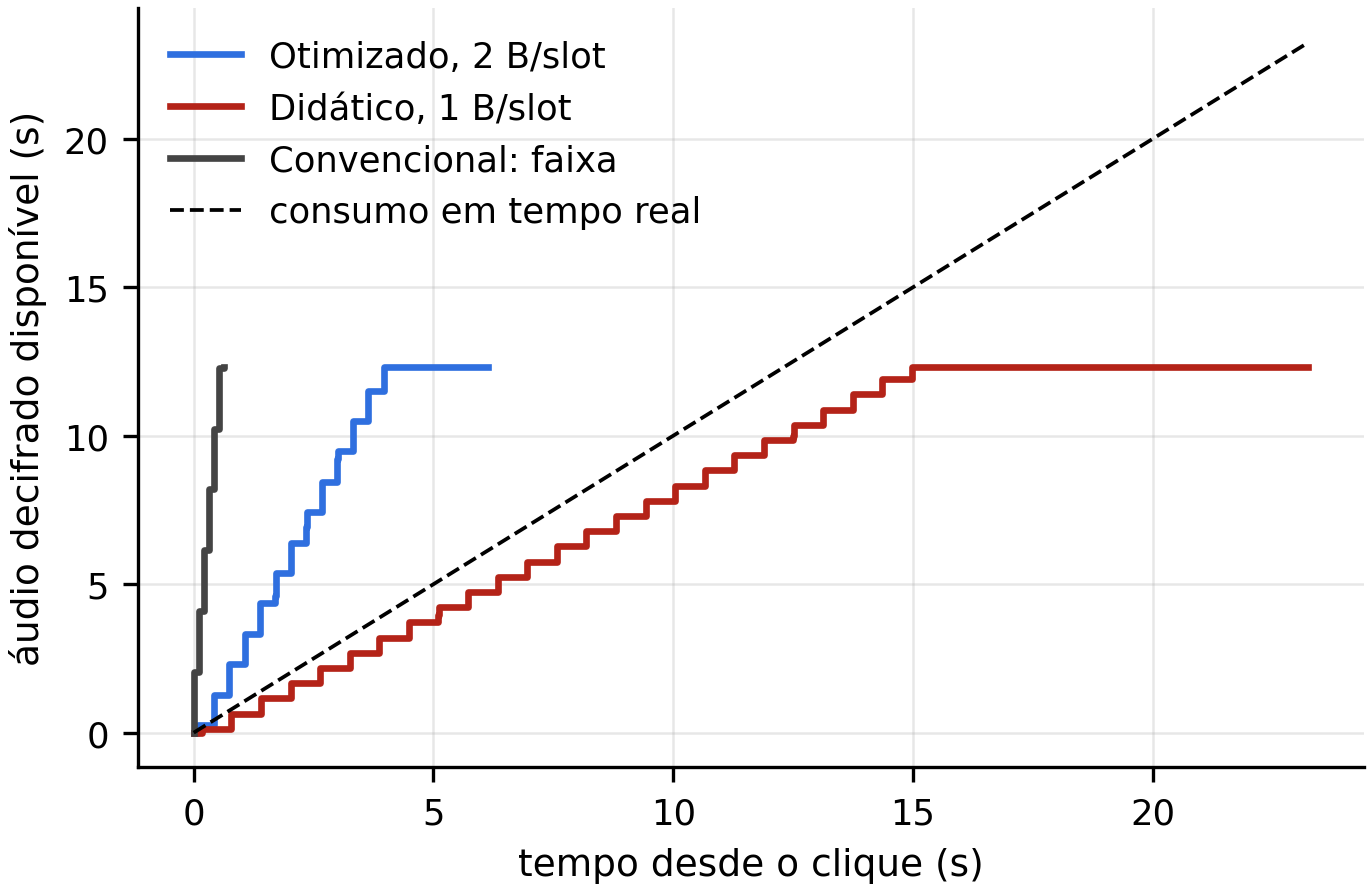 Otimizado, 2 B/slot
Didático, 1 B/slot
Convencional: faixa
consumo em tempo real
áudio decifrado disponível (s)
20
15
10
5
0
0 5 10 15 20
tempo desde o clique (s)